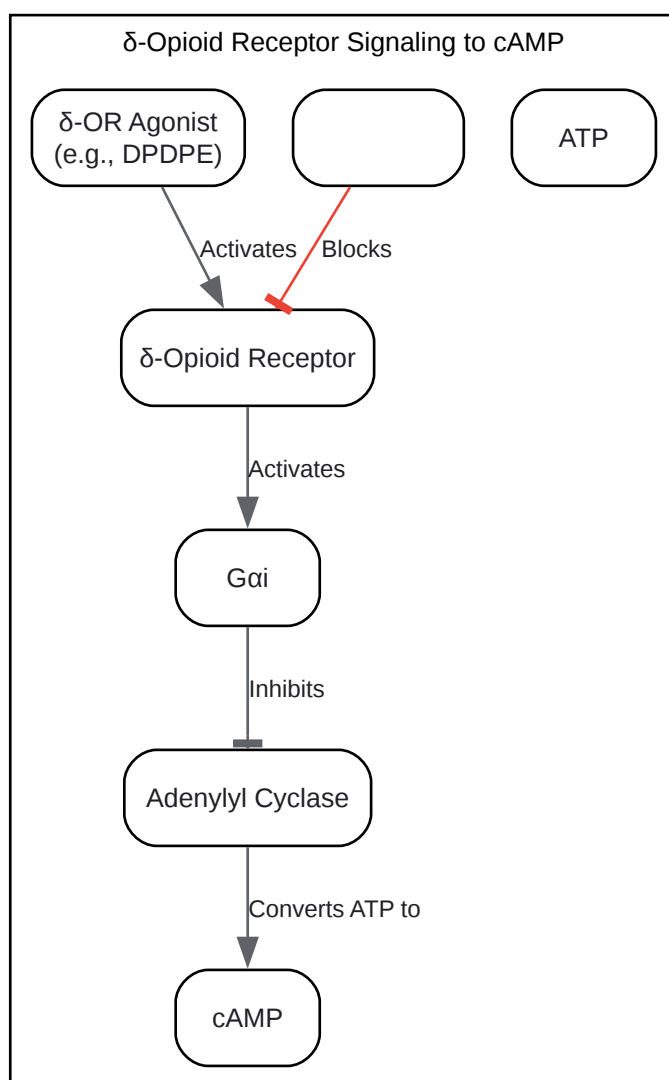 δ-Opioid Receptor Signaling to cAMP
δ-OR Agonist
(e.g., DPDPE)
ATP
Activates
Blocks
δ-Opioid Receptor
Activates
Gαi
Inhibits
Adenylyl Cyclase
Converts ATP to
cAMP